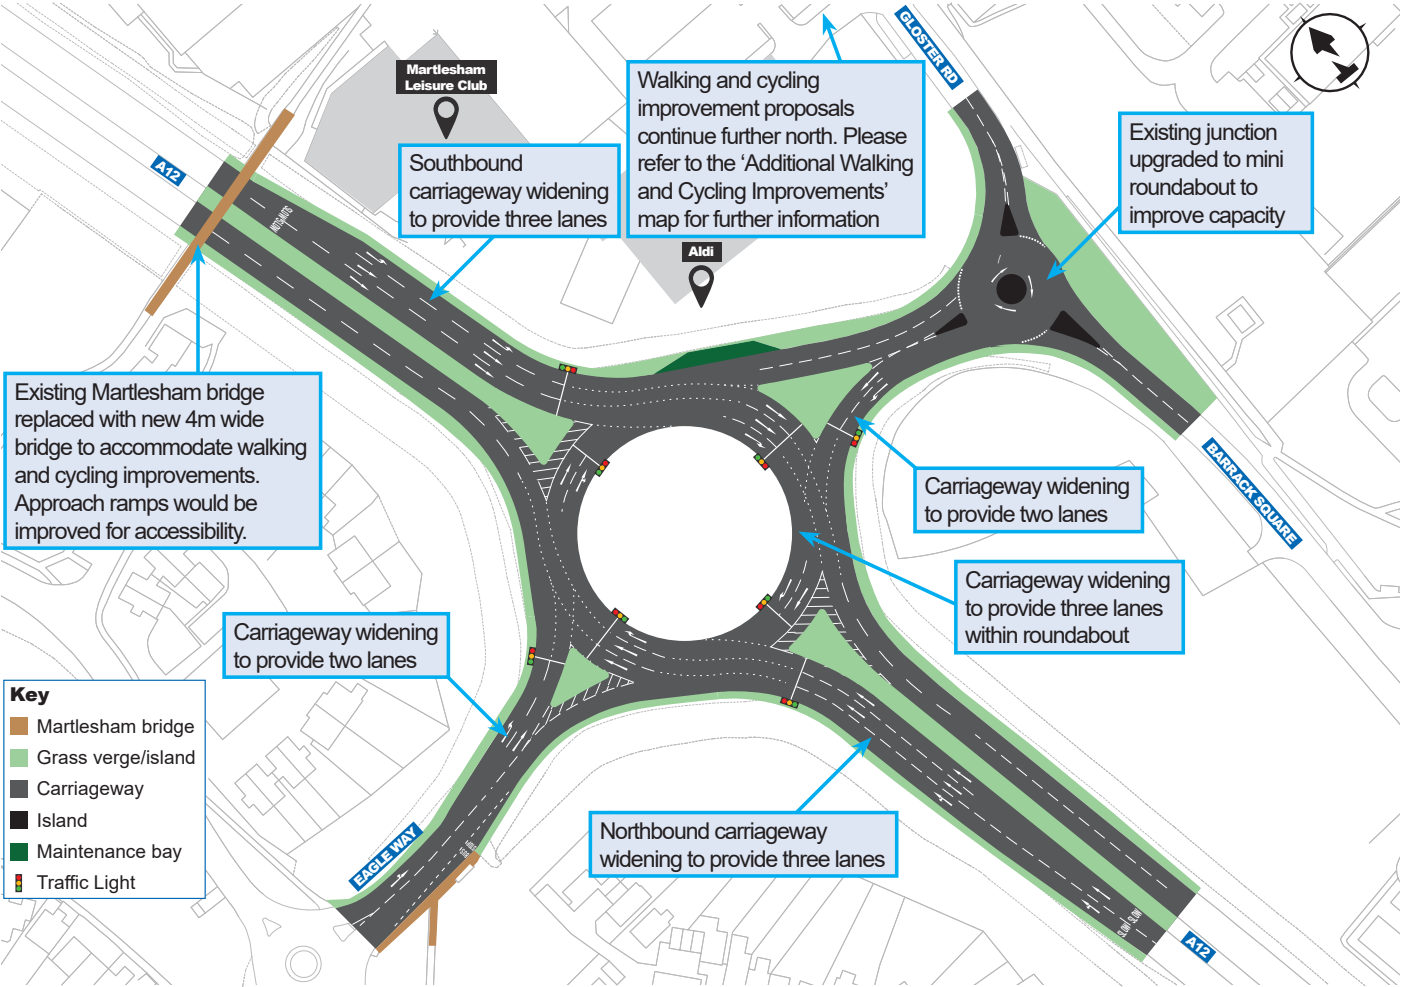 GLOSTER RD
N
Martlesham
Leisure Club
Walking and cycling
improvement proposals
continue further north. Please
refer to the ‘Additional Walking
and Cycling Improvements’
map for further information
Existing junction
upgraded to mini
roundabout to
improve capacity
A12
Southbound
carriageway widening
to provide three lanes
SLOW
SLOW
Aldi
Existing Martlesham bridge
replaced with new 4m wide
bridge to accommodate walking
and cycling improvements.
Approach ramps would be
improved for accessibility.
BARRACK SQUARE
Carriageway widening
to provide two lanes
Carriageway widening
to provide three lanes
within roundabout
Carriageway widening
to provide two lanes
Key
Martlesham bridge
Grass verge/island
Carriageway
Island
Maintenance bay
Traffic Light
EAGLE WAY
Northbound carriageway
widening to provide three lanes
SLOW
SLOW
A12